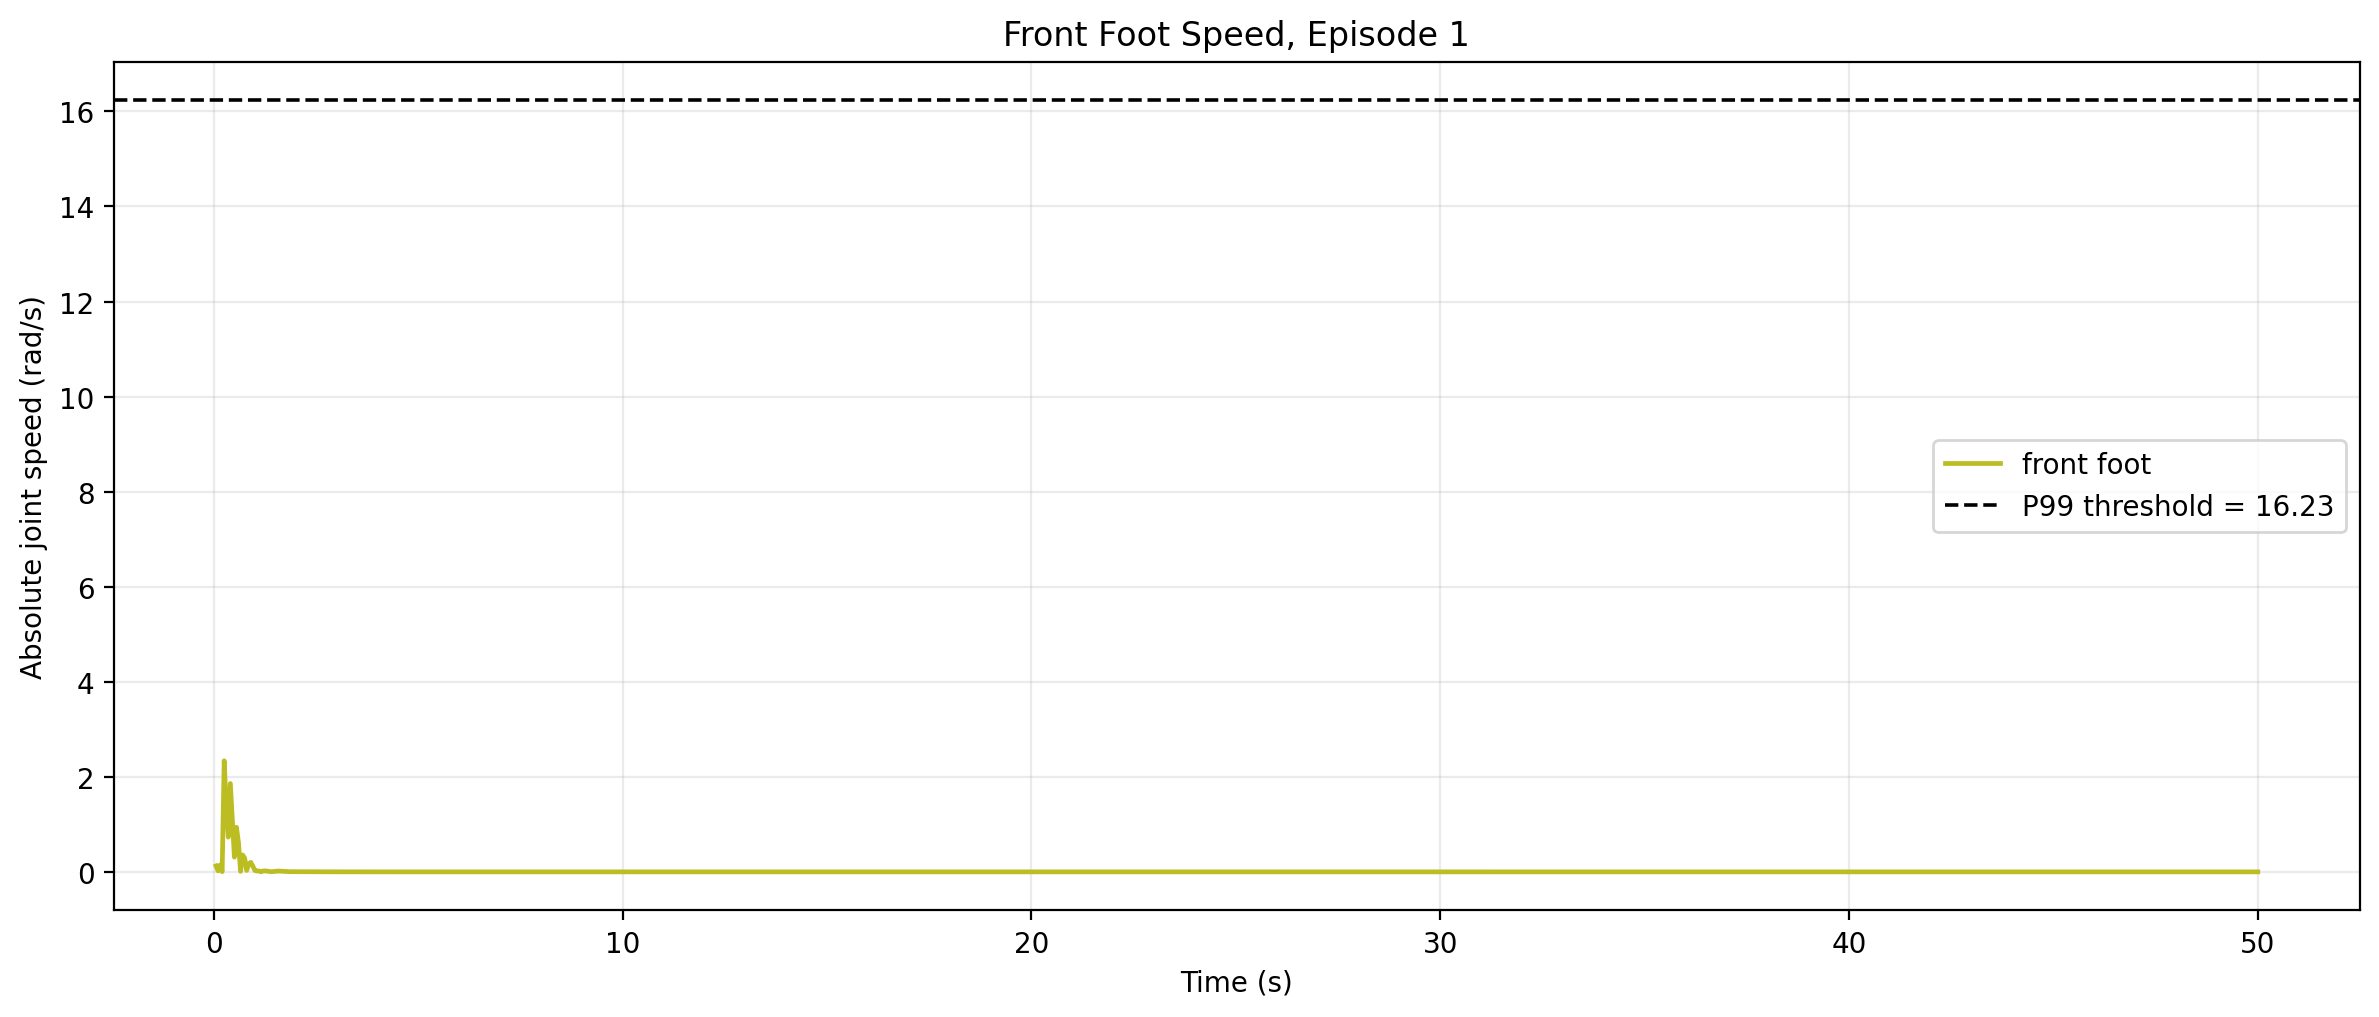 Front Foot Speed, Episode 1
Absolute joint speed (rad/s)
16
14
12
10
8
6
4
2
0
front foot
P99 threshold = 16.23
0 10 20 30 40 50
Time (s)